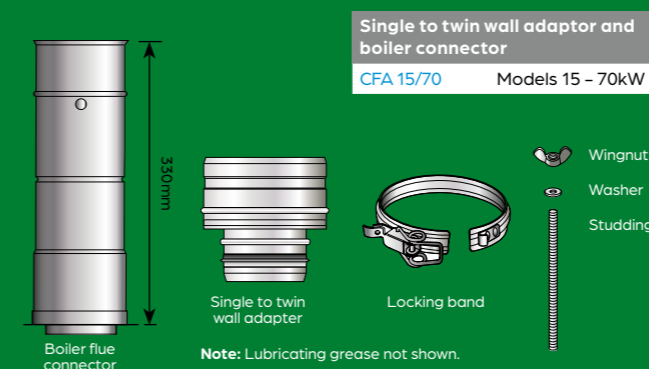 Single to twin wall adaptor and
boiler connector
CFA 15/70 Models 15 – 70kW
330mm
Wingnut
Washer
Studding
Single to twin
wall adapter
Locking band
Boiler flue
connector
Note: Lubricating grease not shown.